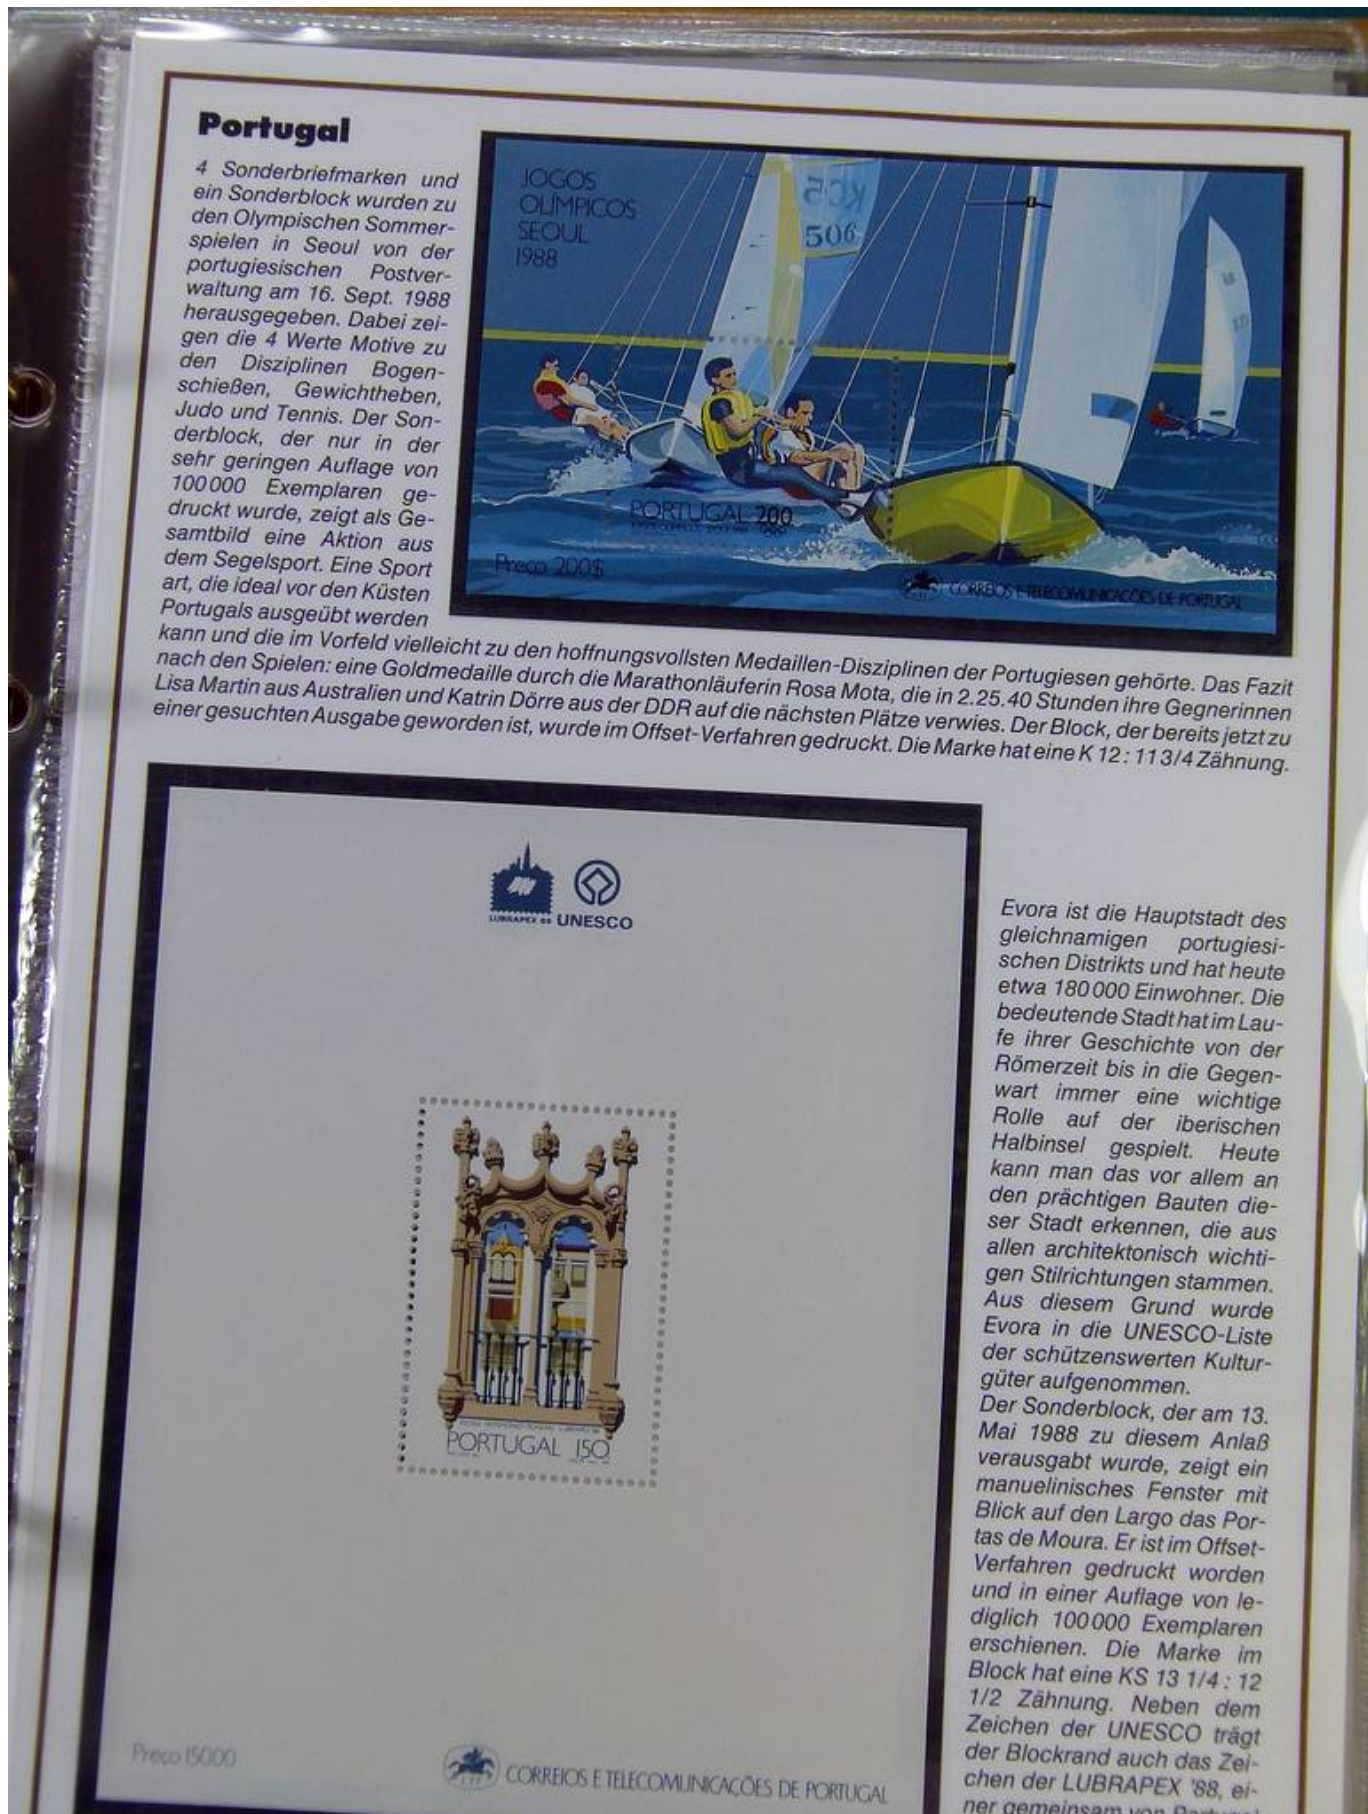 Portugal
4 Sonderbriefmarken und
ein Sonderblock wurden zu
den Olympischen Sommer-
spielen in Seoul von der
portugiesischen Postver-
waltung am 16. Sept. 1988
herausgegeben. Dabei zei-
gen die 4 Werte Motive zu
den Disziplinen Bogen-
schießen, Gewichtheben,
Judo und Tennis. Der Son-
derblock, der nur in der
sehr geringen Auflage von
100000 Exemplaren ge-
druckt wurde, zeigt als Ge-
samtbild eine Aktion aus
dem Segelsport. Eine Sport
art, die ideal vor den Küsten
Portugals ausgeübt werden
kann und die im Vorfeld vielleicht zu den hoffnungsvollsten Medaillen-Disziplinen der Portugiesen gehörte. Das Fazit
nach den Spielen: eine Goldmedaille durch die Marathonläuferin Rosa Mota, die in 2.25.40 Stunden ihre Gegnerinnen
Lisa Martin aus Australien und Katrin Dörre aus der DDR auf die nächsten Plätze verwies. Der Block, der bereits jetzt zu
einer gesuchten Ausgabe geworden ist, wurde im Offset-Verfahren gedruckt. Die Marke hat eine K 12 : 11 3/4 Zähnung.
JOGOS
OLÍMPICOS
SEOUL
1988
KC·5
506
PORTUGAL 200
1988
Preço 200$
CORREIOS E TELECOMUNICAÇÕES DE PORTUGAL
LUBRAPEX 88 UNESCO
PORTUGAL 150
Preço 150.00
CORREIOS E TELECOMUNICAÇÕES DE PORTUGAL
Evora ist die Hauptstadt des
gleichnamigen portugiesi-
schen Distrikts und hat heute
etwa 180000 Einwohner. Die
bedeutende Stadt hat im Lau-
fe ihrer Geschichte von der
Römerzeit bis in die Gegen-
wart immer eine wichtige
Rolle auf der iberischen
Halbinsel gespielt. Heute
kann man das vor allem an
den prächtigen Bauten die-
ser Stadt erkennen, die aus
allen architektonisch wichti-
gen Stilrichtungen stammen.
Aus diesem Grund wurde
Evora in die UNESCO-Liste
der schützenswerten Kultur-
güter aufgenommen.
Der Sonderblock, der am 13.
Mai 1988 zu diesem Anlaß
verausgabt wurde, zeigt ein
manuelinisches Fenster mit
Blick auf den Largo das Por-
tas de Moura. Er ist im Offset-
Verfahren gedruckt worden
und in einer Auflage von le-
diglich 100000 Exemplaren
erschienen. Die Marke im
Block hat eine KS 13 1/4 : 12
1/2 Zähnung. Neben dem
Zeichen der UNESCO trägt
der Blockrand auch das Zei-
chen der LUBRAPEX '88, ei-
ner gemeinsam von Portugal